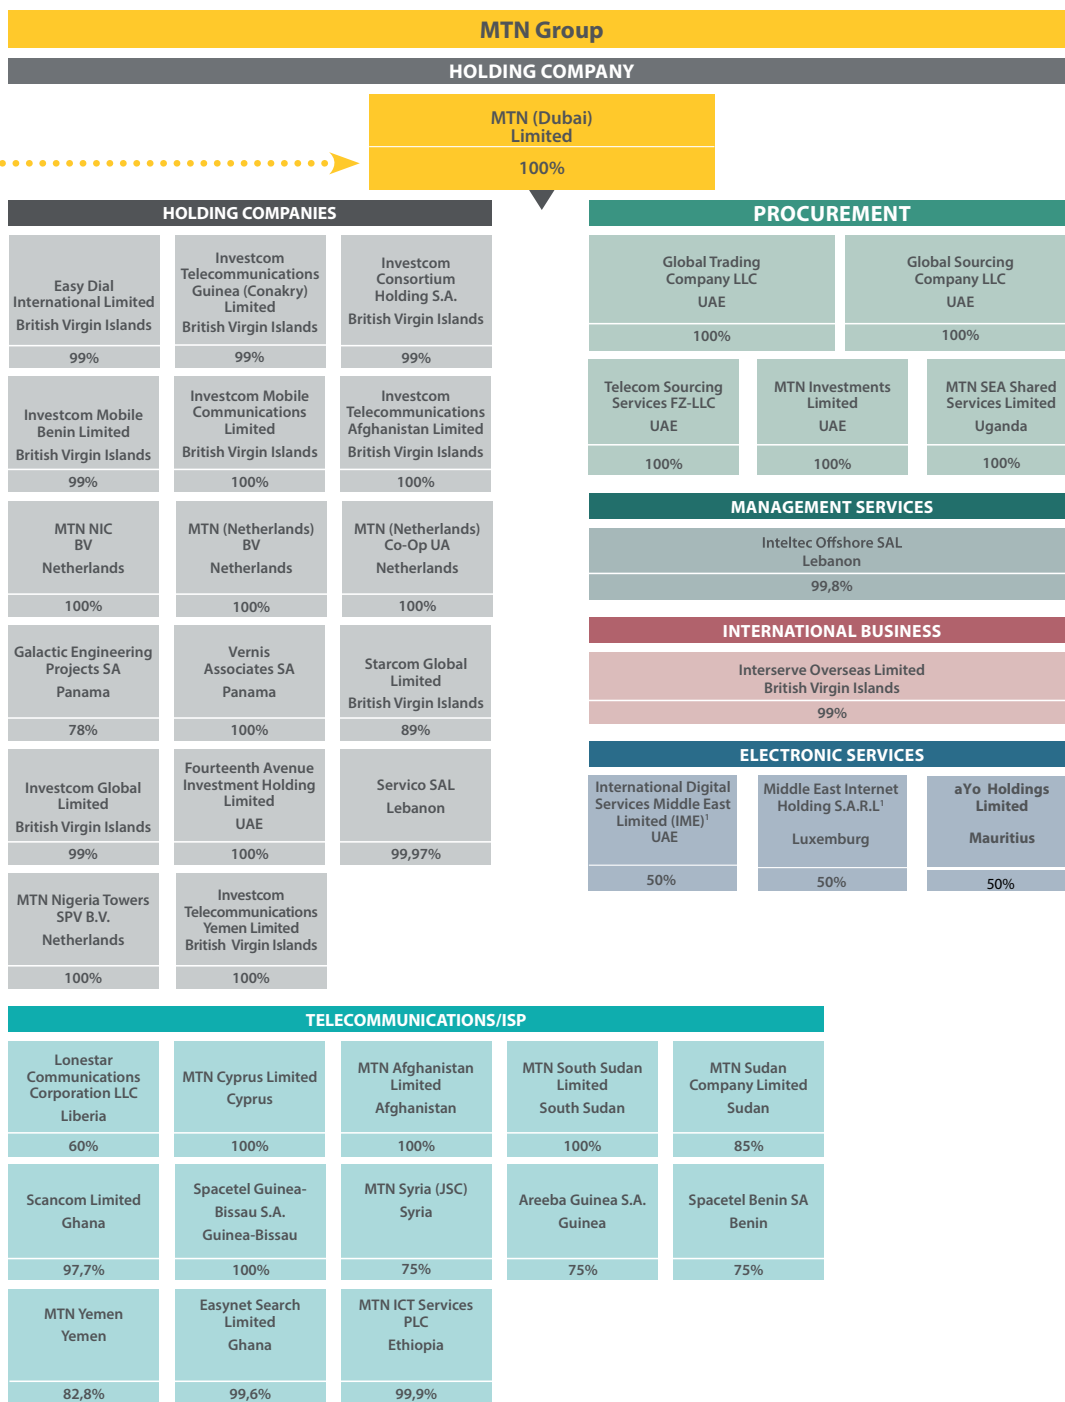 MTN Group
HOLDING COMPANY
MTN (Dubai)
Limited
100%
HOLDING COMPANIES
Easy Dial
International Limited
British Virgin Islands
99%
Investcom
Telecommunications
Guinea (Conakry)
Limited
British Virgin Islands
99%
Investcom
Consortium
Holding S.A.
British Virgin Islands
99%
Investcom Mobile
Benin Limited
British Virgin Islands
99%
Investcom Mobile
Communications
Limited
British Virgin Islands
100%
Investcom
Telecommunications
Afghanistan Limited
British Virgin Islands
100%
MTN NIC
BV
Netherlands
100%
MTN (Netherlands)
BV
Netherlands
100%
MTN (Netherlands)
Co-Op UA
Netherlands
100%
Galactic Engineering
Projects SA
Panama
78%
Vernis
Associates SA
Panama
100%
Starcom Global
Limited
British Virgin Islands
89%
Investcom Global
Limited
British Virgin Islands
99%
Fourteenth Avenue
Investment Holding
Limited
UAE
100%
Servico SAL
Lebanon
99,97%
MTN Nigeria Towers
SPV B.V.
Netherlands
100%
Investcom
Telecommunications
Yemen Limited
British Virgin Islands
100%
PROCUREMENT
Global Trading
Company LLC
UAE
100%
Global Sourcing
Company LLC
UAE
100%
Telecom Sourcing
Services FZ-LLC
UAE
100%
MTN Investments
Limited
UAE
100%
MTN SEA Shared
Services Limited
Uganda
100%
MANAGEMENT SERVICES
Inteltec Offshore SAL
Lebanon
99,8%
INTERNATIONAL BUSINESS
Interserve Overseas Limited
British Virgin Islands
99%
ELECTRONIC SERVICES
International Digital
Services Middle East
Limited (IME)¹
UAE
50%
Middle East Internet
Holding S.A.R.L¹
Luxemburg
50%
aYo Holdings
Limited
Mauritius
50%
TELECOMMUNICATIONS/ISP
Lonestar
Communications
Corporation LLC
Liberia
60%
MTN Cyprus Limited
Cyprus
100%
MTN Afghanistan
Limited
Afghanistan
100%
MTN South Sudan
Limited
South Sudan
100%
MTN Sudan
Company Limited
Sudan
85%
Scancom Limited
Ghana
97,7%
Spacetel Guinea-
Bissau S.A.
Guinea-Bissau
100%
MTN Syria (JSC)
Syria
75%
Areeba Guinea S.A.
Guinea
75%
Spacetel Benin SA
Benin
75%
MTN Yemen
Yemen
82,8%
Easynet Search
Limited
Ghana
99,6%
MTN ICT Services
PLC
Ethiopia
99,9%